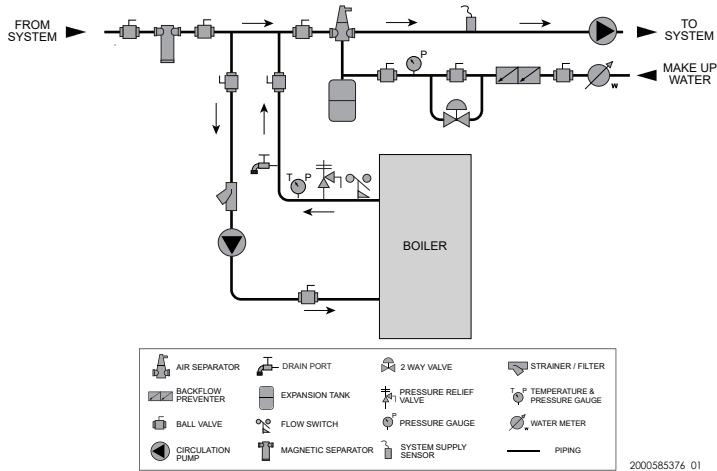 FROM
SYSTEM
TO
SYSTEM
P
MAKE UP
WATER
W
T P
BOILER
AIR SEPARATOR
DRAIN PORT
2 WAY VALVE
STRAINER / FILTER
BACKFLOW
PREVENTER
EXPANSION TANK
PRESSURE RELIEF
VALVE
T P
TEMPERATURE &
PRESSURE GAUGE
BALL VALVE
FLOW SWITCH
P
PRESSURE GAUGE
W
WATER METER
CIRCULATION
PUMP
MAGNETIC SEPARATOR
SYSTEM SUPPLY
SENSOR
PIPING
2000585376 01